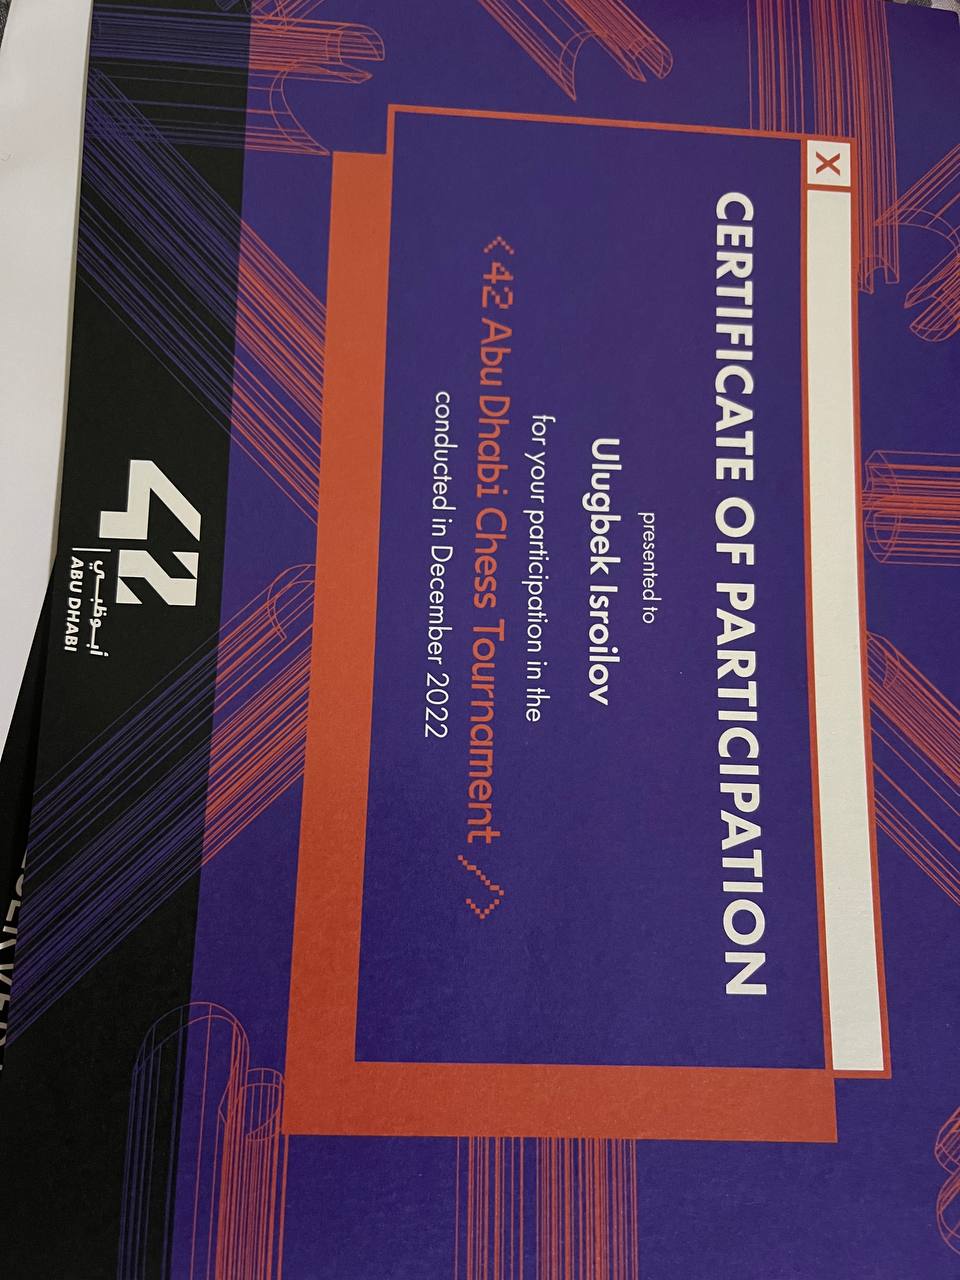 X
CERTIFICATE OF PARTICIPATION
presented to
Ulugbek Isroilov
for your participation in the
<42 Abu Dhabi Chess Tournament />
conducted in December 2022
42
أبوظبي
ABU DHABI